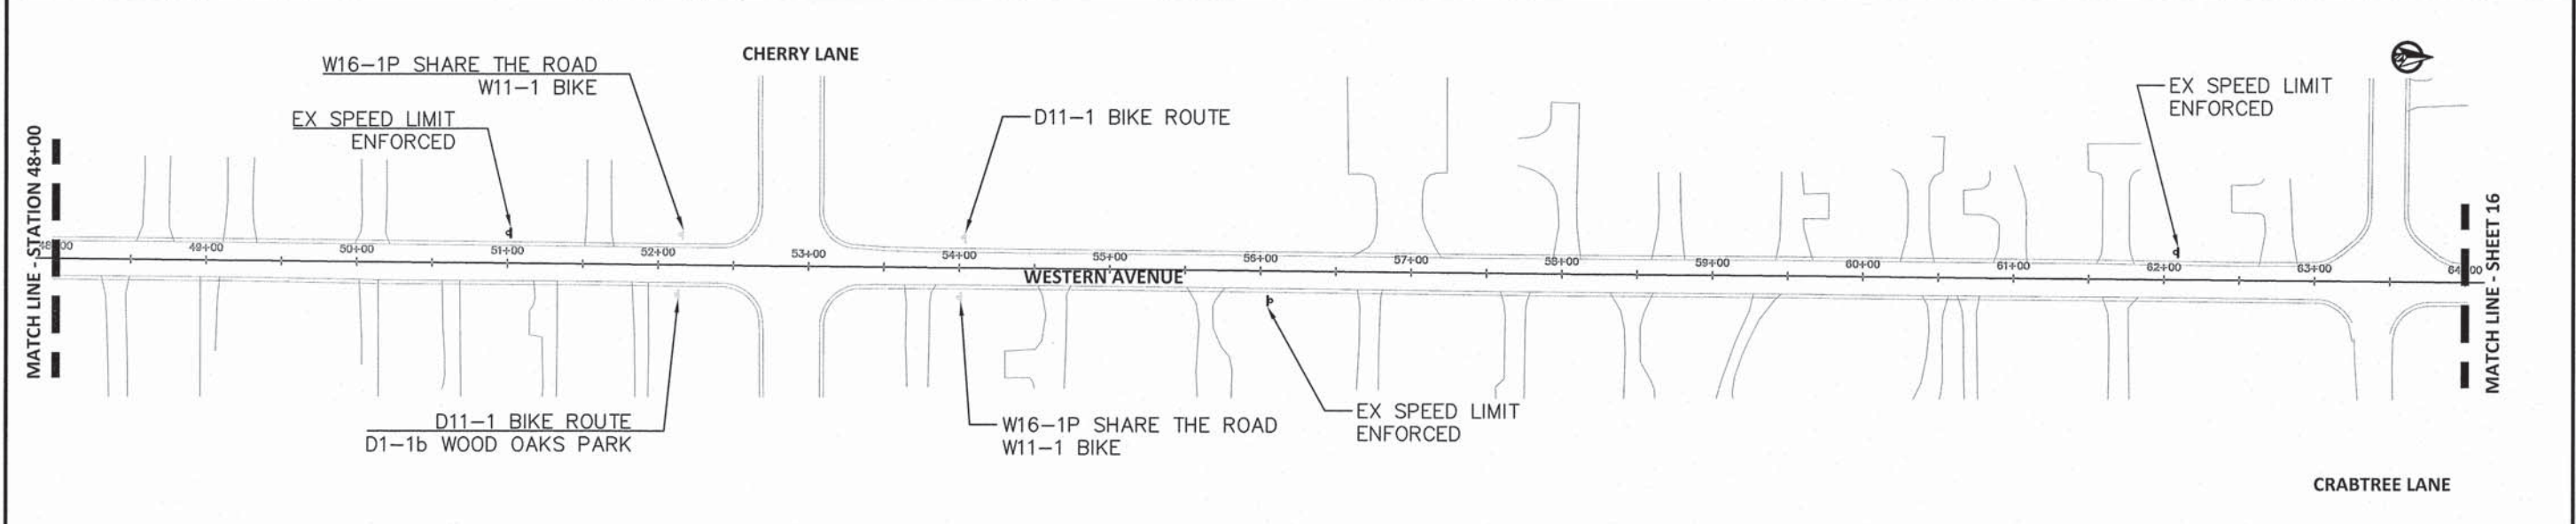 CHERRY LANE
W16-1P SHARE THE ROAD
W11-1 BIKE
EX SPEED LIMIT
ENFORCED
D11-1 BIKE ROUTE
EX SPEED LIMIT
ENFORCED
MATCH LINE - STATION 48+00
49+00
50+00
51+00
52+00
53+00
54+00
55+00
56+00
57+00
58+00
59+00
60+00
61+00
62+00
63+00
WESTERN AVENUE
MATCH LINE - SHEET 16
D11-1 BIKE ROUTE
D1-1b WOOD OAKS PARK
W16-1P SHARE THE ROAD
W11-1 BIKE
EX SPEED LIMIT
ENFORCED
CRABTREE LANE